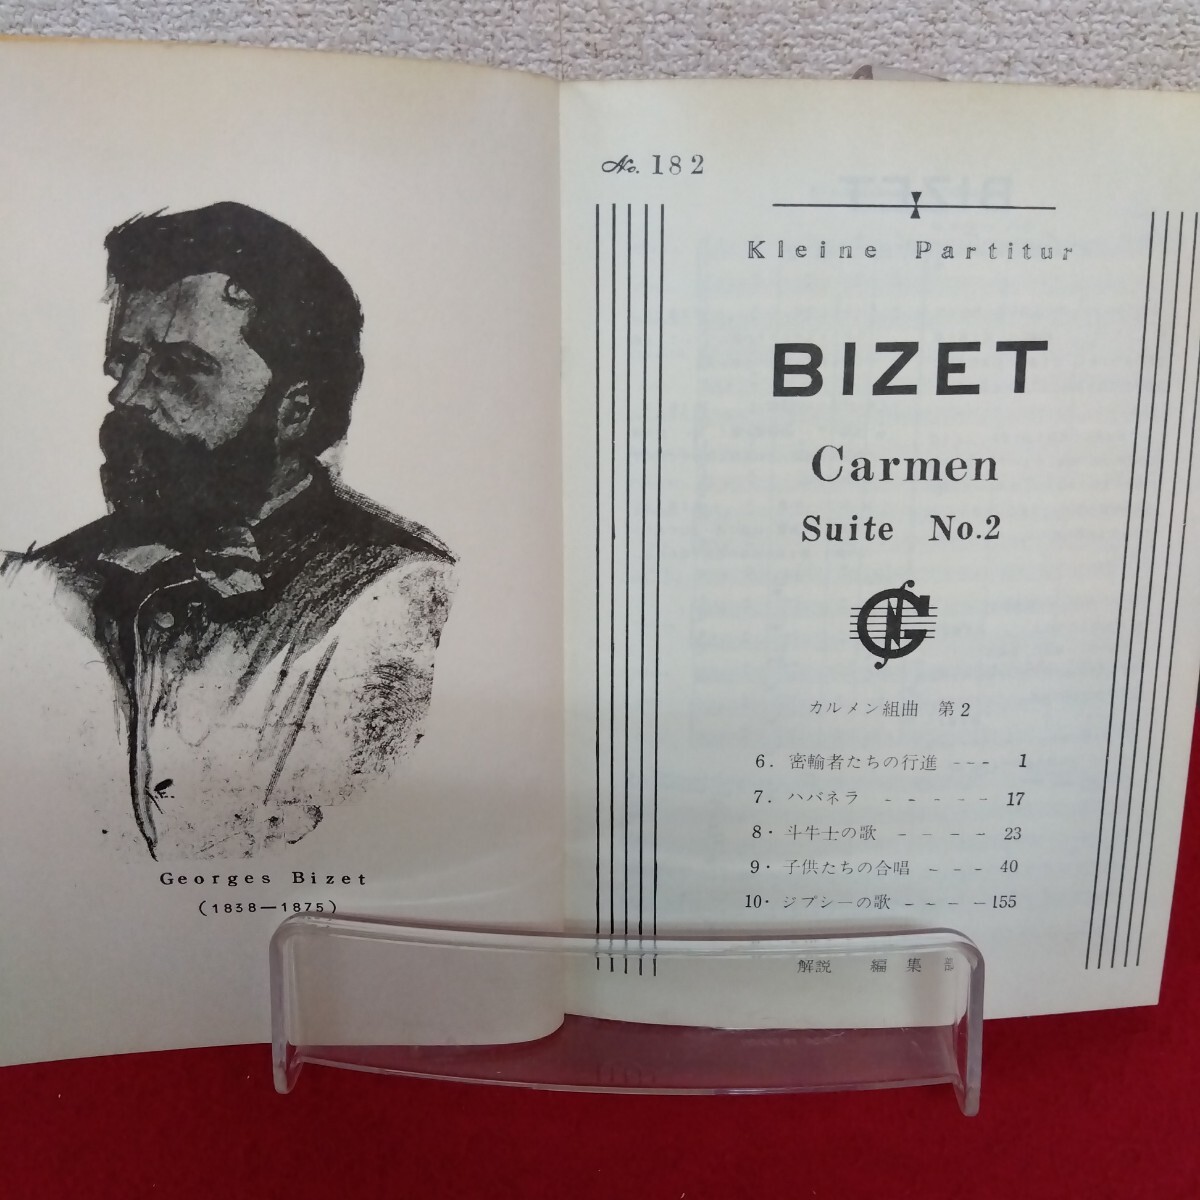 Georges Bizet
(1838—1875)
No. 182
Kleine Partitur
BIZET
Carmen
Suite No.2
カルメン組曲 第2
6. 密輸者たちの行進 --- 1
7. ハバネラ ----- 17
8. 斗牛士の歌 ---- 23
9. 子供たちの合唱 --- 40
10. ジプシーの歌 ---- 155
解説 編集部